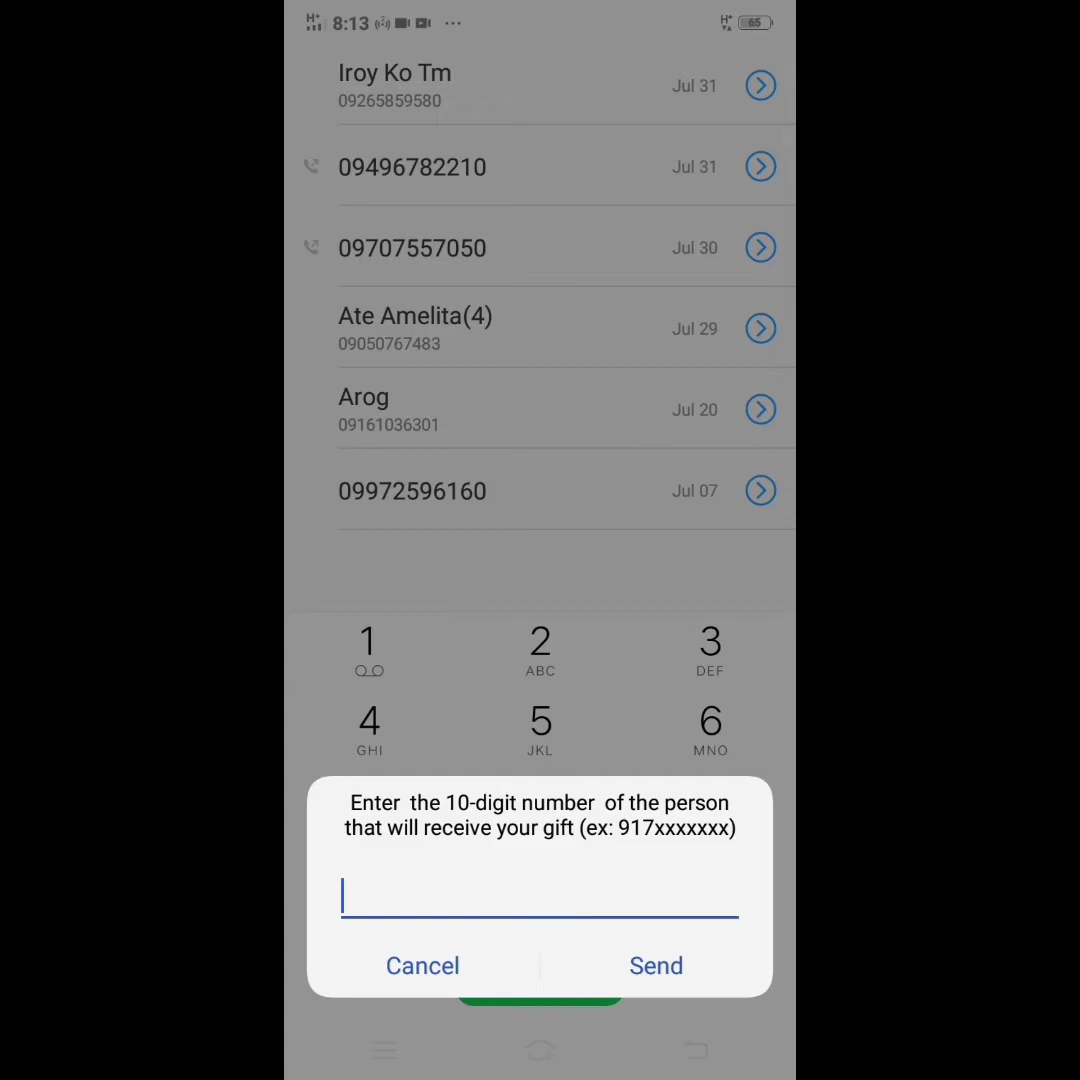 H+ 8:13 H+ 65
Iroy Ko Tm
09265859580
Jul 31
09496782210
Jul 31
09707557050
Jul 30
Ate Amelita(4)
09050767483
Jul 29
Arog
09161036301
Jul 20
09972596160
Jul 07
1 2 3
ABC DEF
4 5 6
GHI JKL MNO
Enter the 10-digit number of the person
that will receive your gift (ex: 917xxxxxxx)
Cancel Send